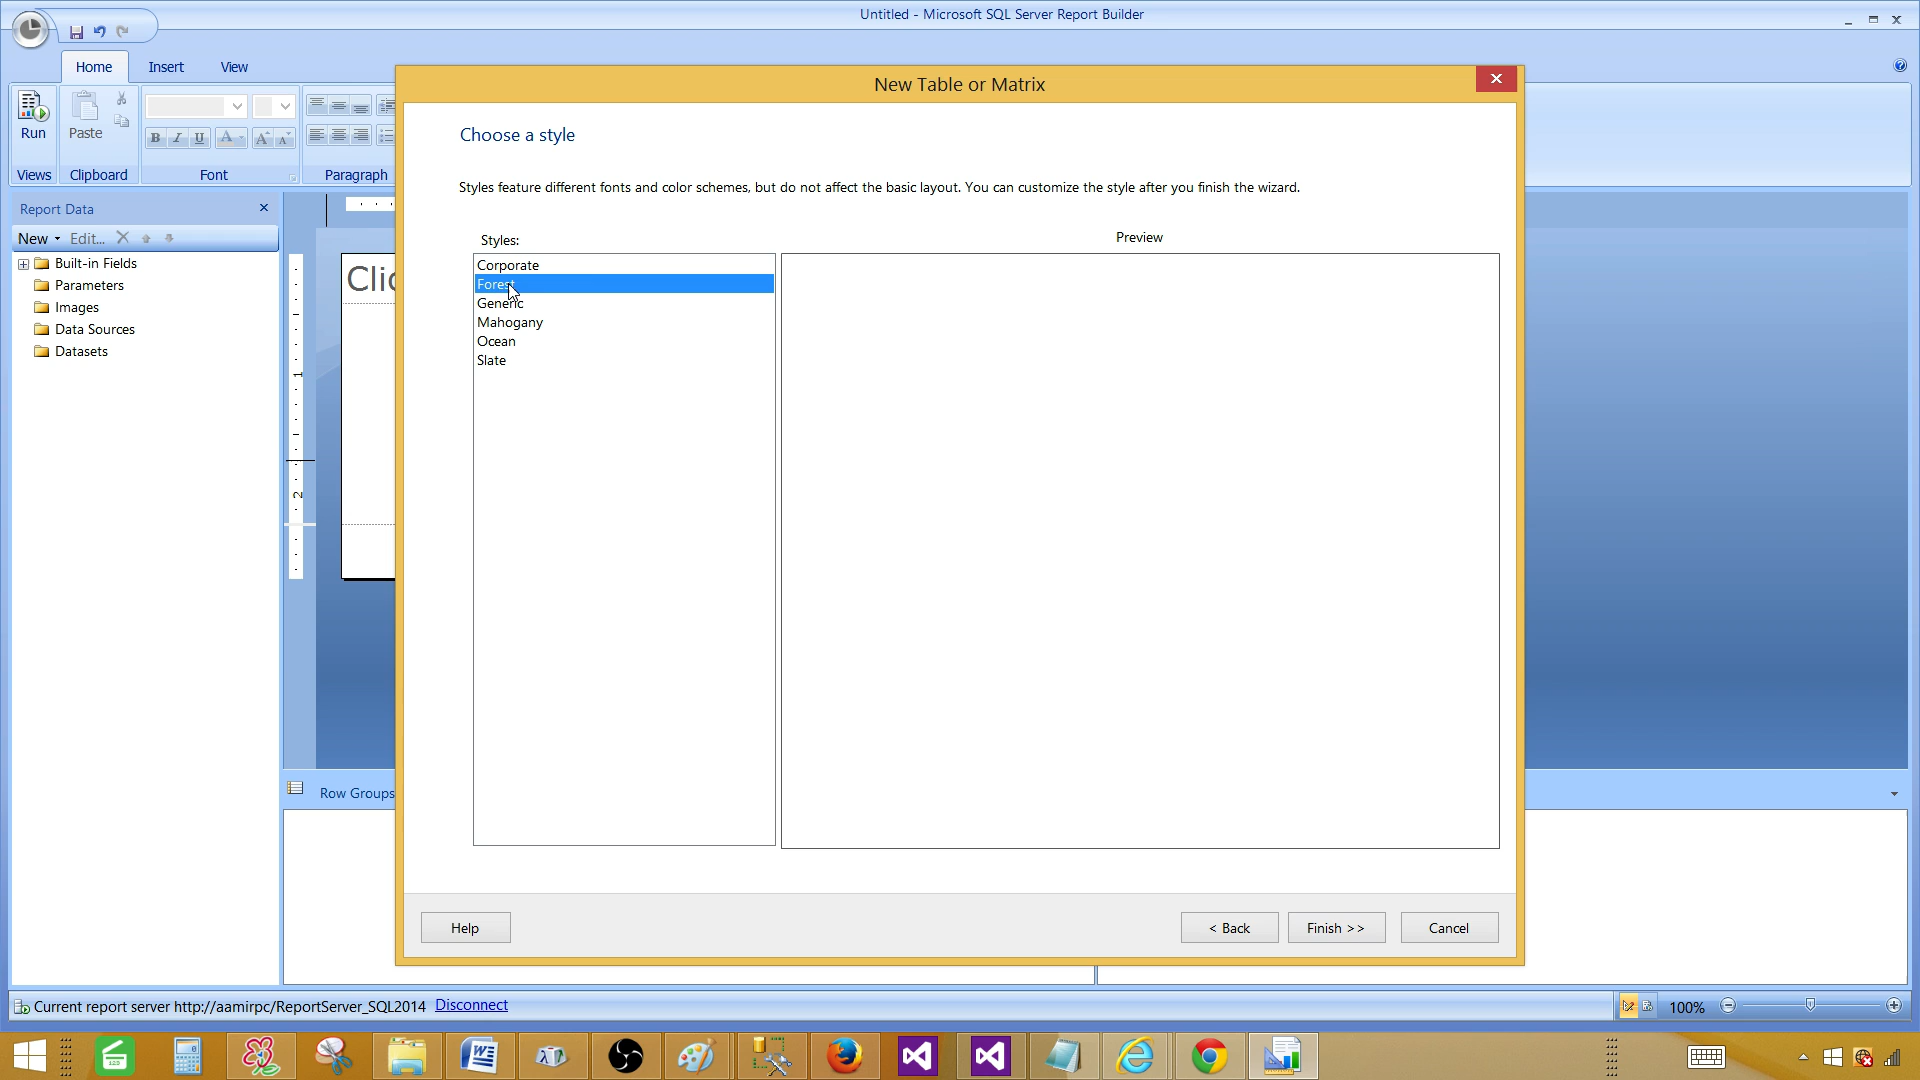 Untitled - Microsoft SQL Server Report Builder
Home Insert View
Run
Paste
B I U A A A
Views Clipboard Font Paragraph
New Table or Matrix
Choose a style
Styles feature different fonts and color schemes, but do not affect the basic layout. You can customize the style after you finish the wizard.
Styles:
Preview
Corporate
Forest
Generic
Mahogany
Ocean
Slate
Report Data
New Edit...
Built-in Fields
Parameters
Images
Data Sources
Datasets
Clic
1
2
Row Groups
Help < Back Finish >> Cancel
Current report server http://aamirpc/ReportServer_SQL2014 Disconnect
100%
123